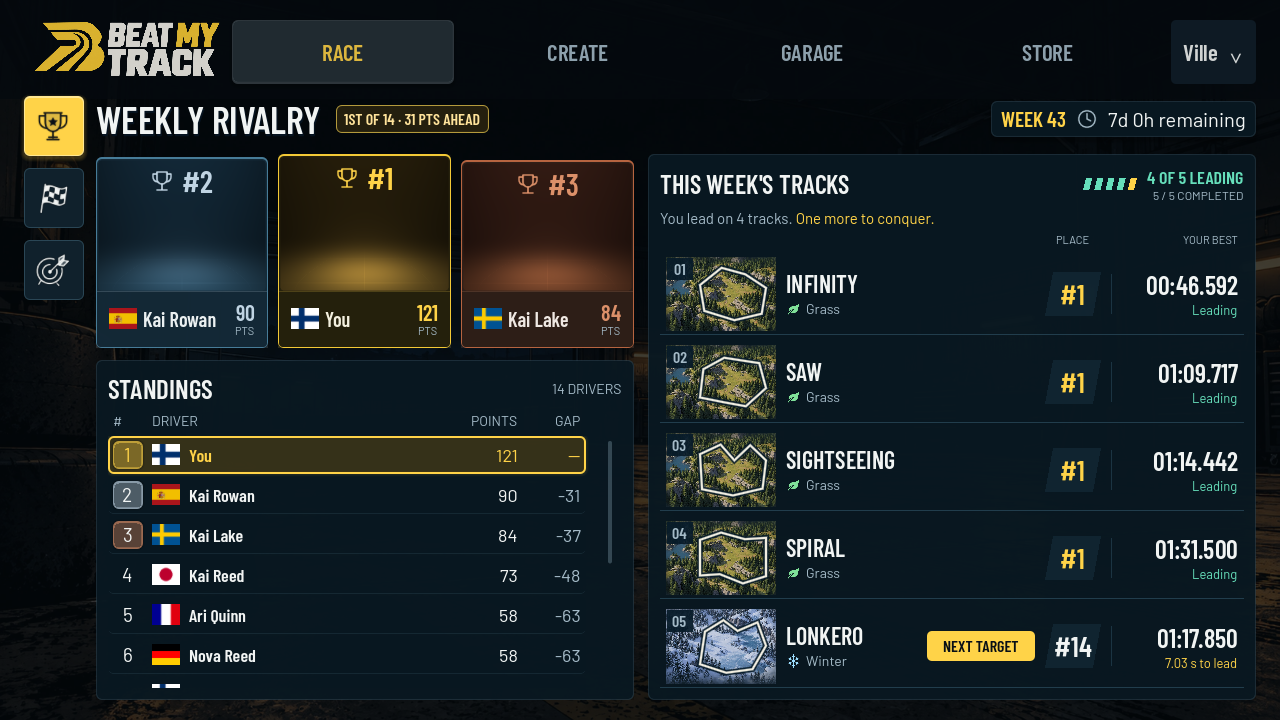 BEAT MY TRACK
RACE
CREATE
GARAGE
STORE
Ville
WEEKLY RIVALRY
1ST OF 14 · 31 PTS AHEAD
WEEK 43
7d 0h remaining
#2
Kai Rowan
90
PTS
#1
You
121
PTS
#3
Kai Lake
84
PTS
STANDINGS
14 DRIVERS
# DRIVER POINTS GAP
1 You 121 —
2 Kai Rowan 90 -31
3 Kai Lake 84 -37
4 Kai Reed 73 -48
5 Ari Quinn 58 -63
6 Nova Reed 58 -63
THIS WEEK'S TRACKS
4 OF 5 LEADING
5 / 5 COMPLETED
You lead on 4 tracks. One more to conquer.
PLACE YOUR BEST
01
INFINITY
Grass
#1
00:46.592
Leading
02
SAW
Grass
#1
01:09.717
Leading
03
SIGHTSEEING
Grass
#1
01:14.442
Leading
04
SPIRAL
Grass
#1
01:31.500
Leading
05
LONKERO
Winter
NEXT TARGET
#14
01:17.850
7.03 s to lead